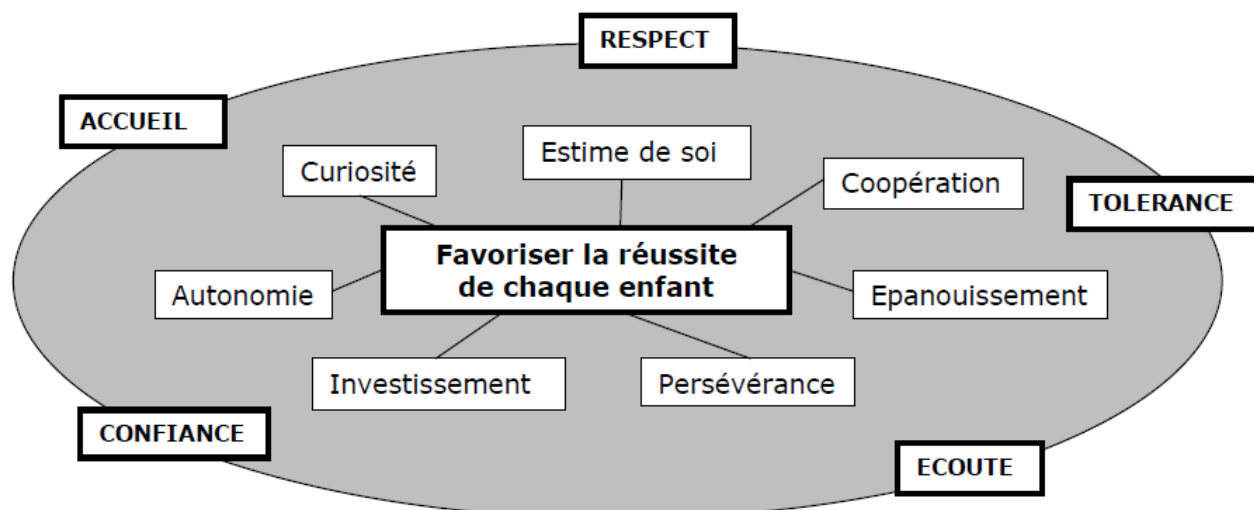 RESPECT
ACCUEIL
Estime de soi
Curiosité
Coopération
TOLERANCE
Favoriser la réussite
de chaque enfant
Autonomie
Epanouissement
Investissement
Persévérance
CONFIANCE
ECOUTE